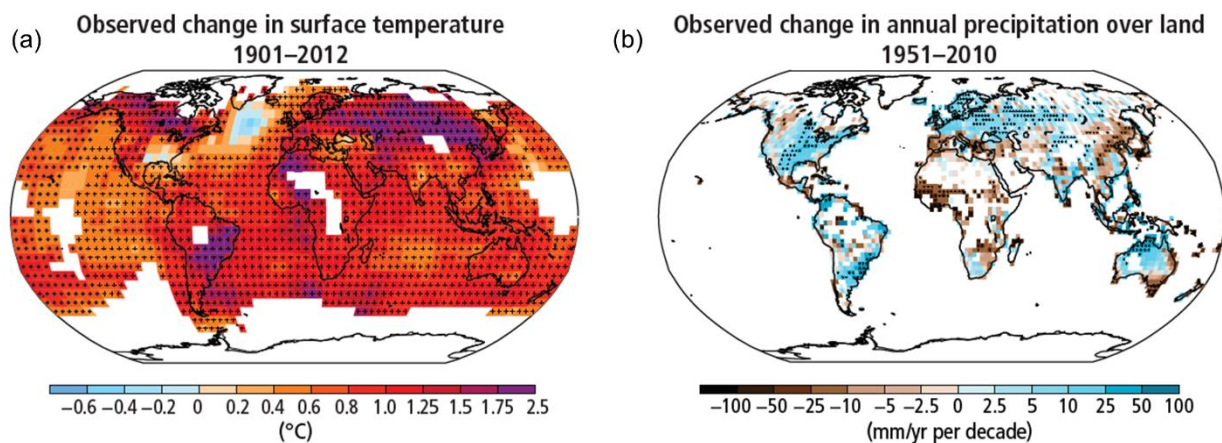 (a)
Observed change in surface temperature
1901–2012
−0.6 −0.4 −0.2 0 0.2 0.4 0.6 0.8 1.0 1.25 1.5 1.75 2.5
(°C)
(b)
Observed change in annual precipitation over land
1951–2010
−100 −50 −25 −10 −5 −2.5 0 2.5 5 10 25 50 100
(mm/yr per decade)